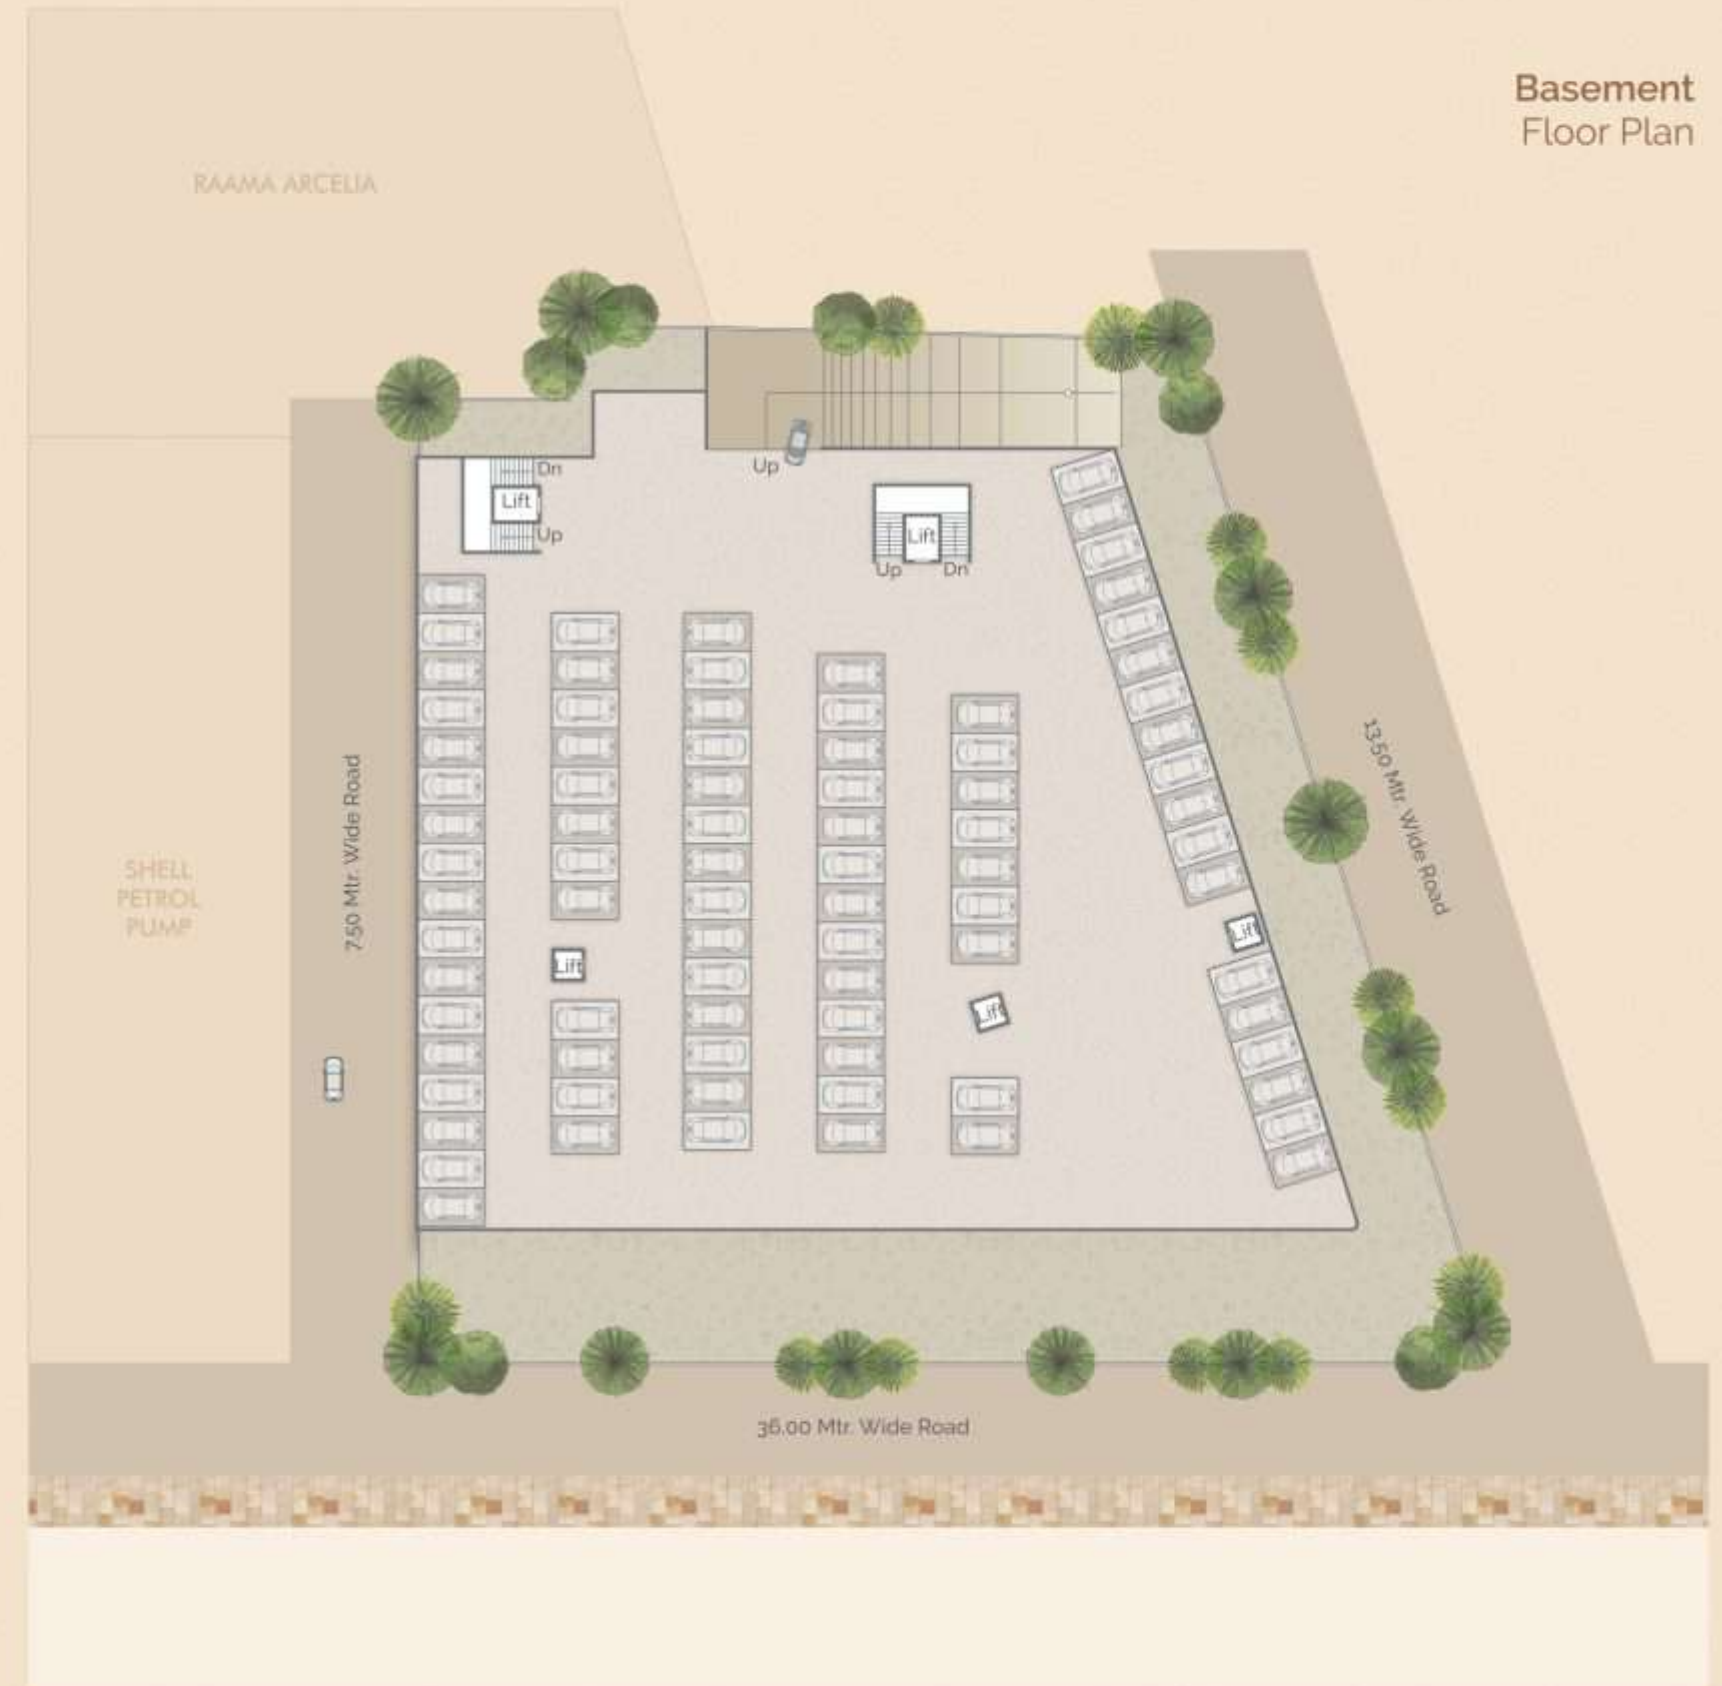 Basement
Floor Plan
RAAMA ARCELIA
Dn
Lift
Up
Up
Lift
Up
Dn
7.50 Mtr. Wide Road
13.50 Mtr. Wide Road
SHELL
PETROL
PUMP
Lift
Lift
Lift
36.00 Mtr. Wide Road